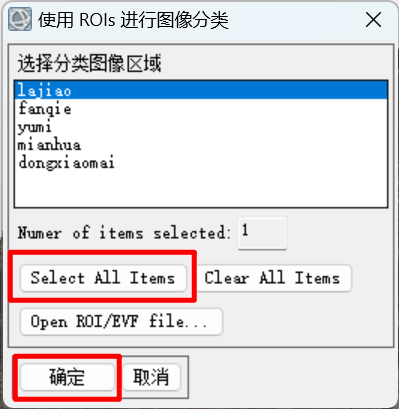 使用 ROIs 进行图像分类
选择分类图像区域
lajiao
fanqie
yumi
mianhua
dongxiaomai
Numer of items selected: 1
Select All Items Clear All Items
Open ROI/EVF file...
确定 取消